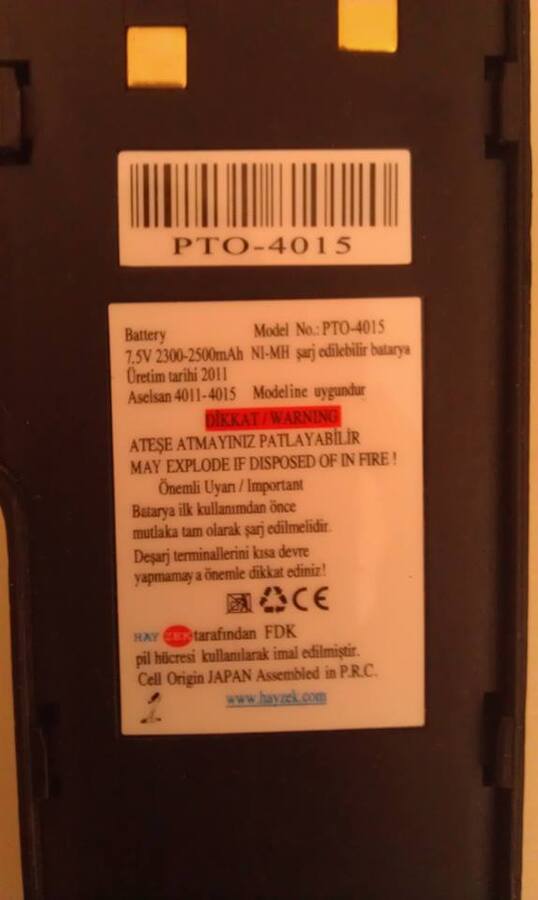 PTO-4015
Battery Model No.: PTO-4015
7.5V 2300-2500mAh NI-MH şarj edilebilir batarya
Üretim tarihi 2011
Aselsan 4011-4015 Modeline uygundur
DİKKAT / WARNING
ATEŞE ATMAYINIZ PATLAYABİLİR
MAY EXPLODE IF DISPOSED OF IN FIRE !
Önemli Uyarı / Important
Batarya ilk kullanımdan önce
mutlaka tam olarak şarj edilmelidir.
Deşarj terminallerini kısa devre
yapmamaya önemle dikkat ediniz!
CE
HAY ZEK tarafından FDK
pil hücresi kullanılarak imal edilmiştir.
Cell Origin JAPAN Assembled in P.R.C.
www.hayzek.com